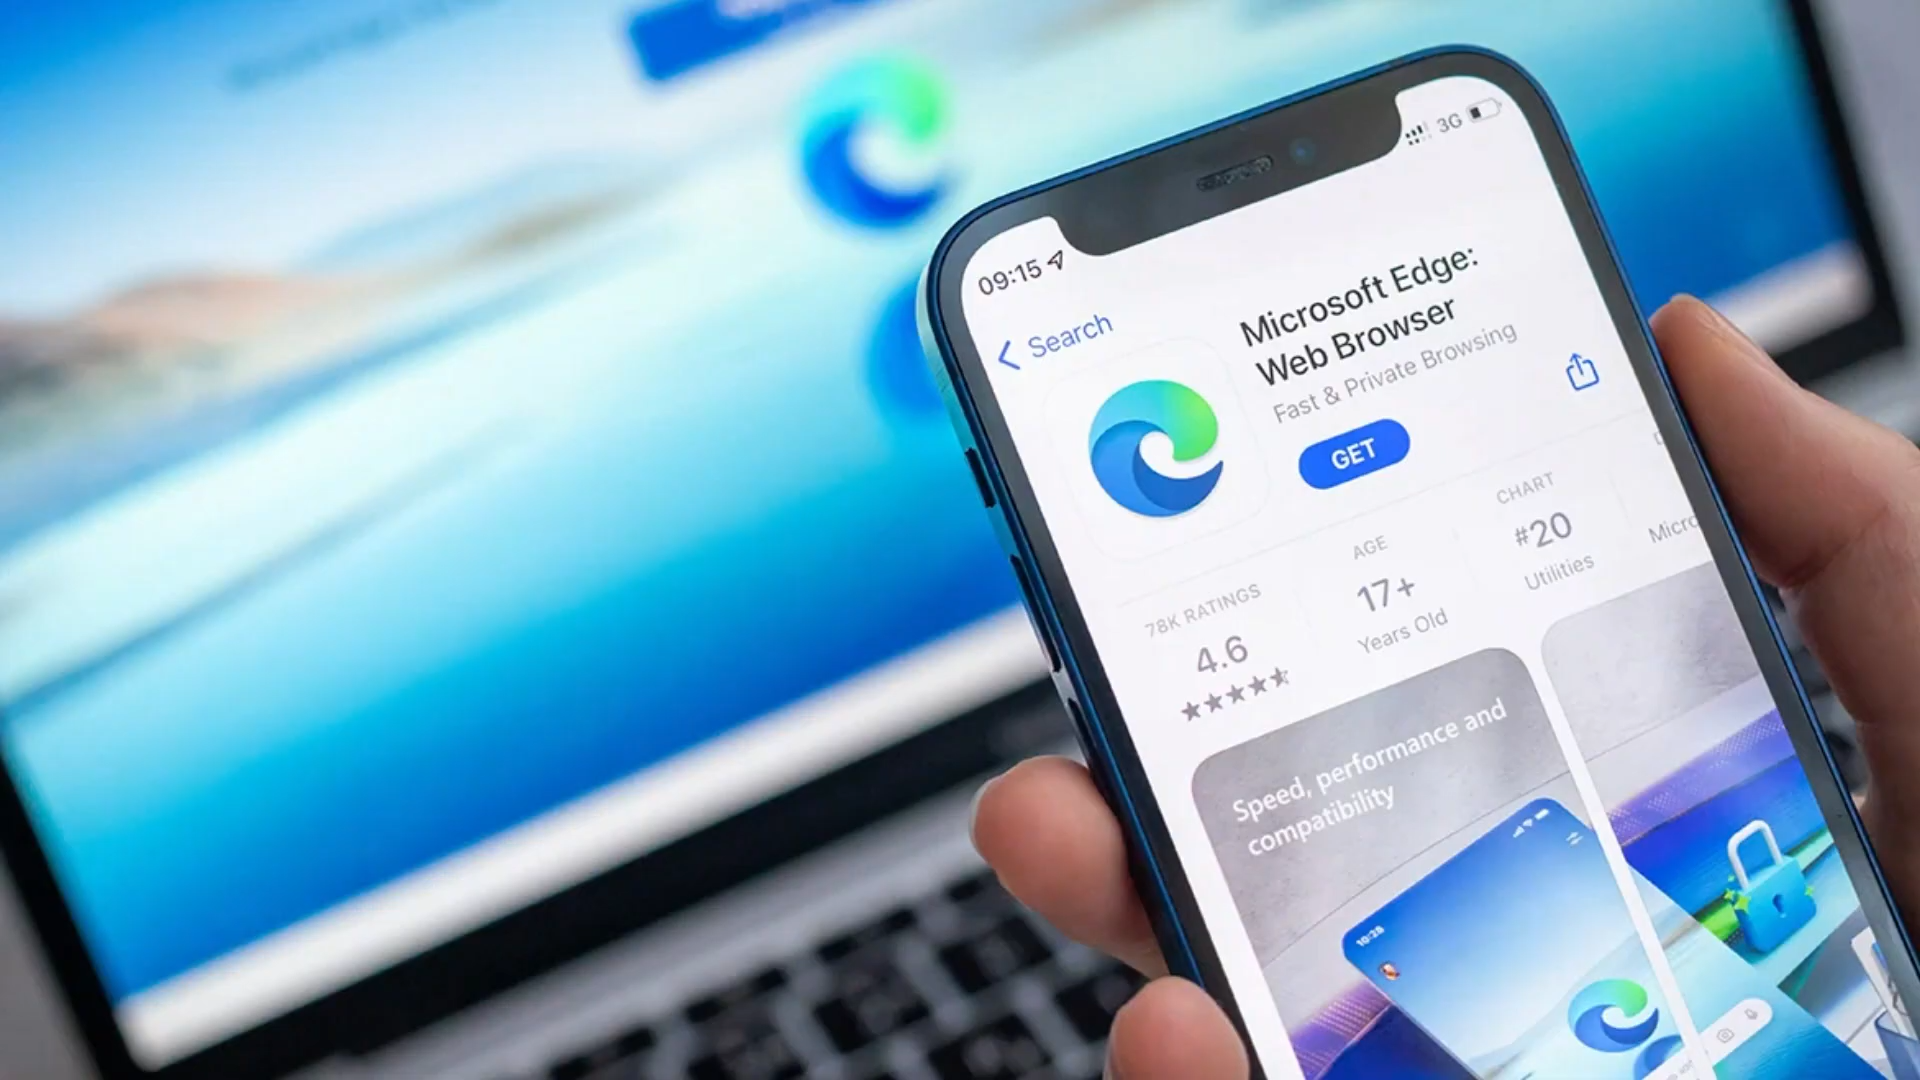 3G
09:15
Search
Microsoft Edge:
Web Browser
Fast & Private Browsing
GET
78K RATINGS
4.6
AGE
17+
Years Old
CHART
#20
Utilities
Micro
Speed, performance and
compatibility
10:28